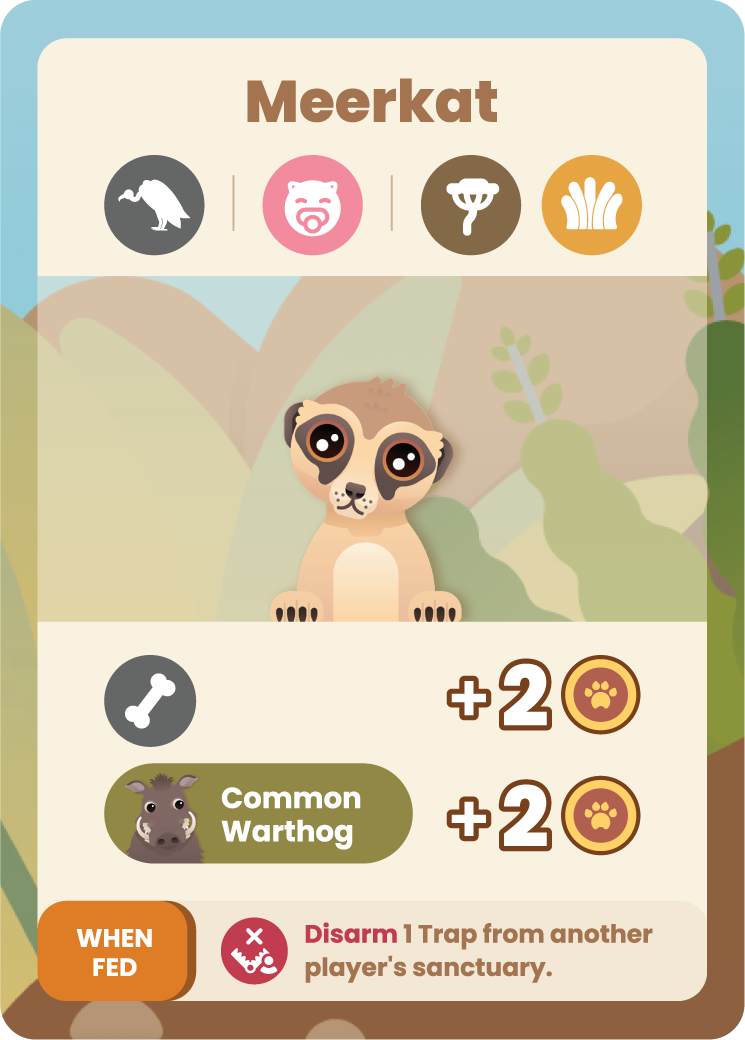 Meerkat
+2
Common
Warthog
+2
WHEN
FED
Disarm 1 Trap from another
player's sanctuary.